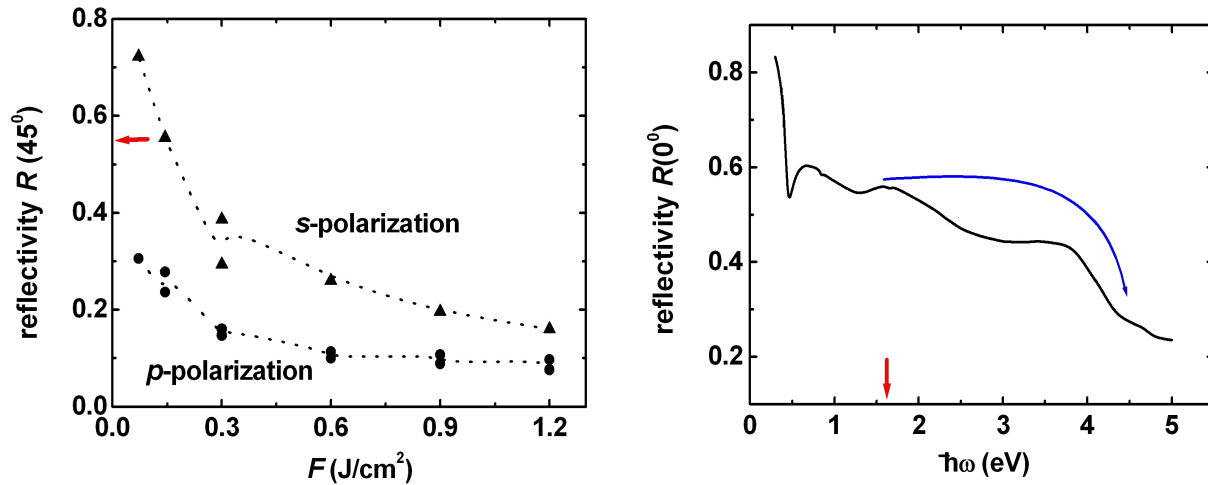 reflectivity R (45⁰)
0.8
0.6
0.4
0.2
0.0
s-polarization
p-polarization
0.0 0.3 0.6 0.9 1.2
F (J/cm²)
reflectivity R(0⁰)
0.8
0.6
0.4
0.2
0 1 2 3 4 5
ħω (eV)